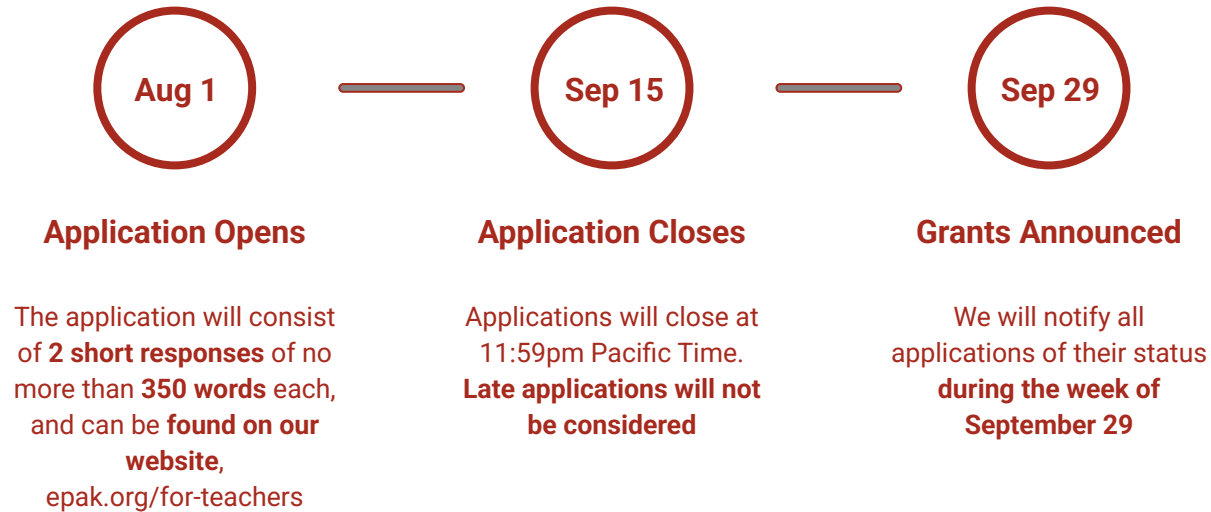 Aug 1
Sep 15
Sep 29
Application Opens
Application Closes
Grants Announced
The application will consist
of 2 short responses of no
more than 350 words each,
and can be found on our
website,
epak.org/for-teachers
Applications will close at
11:59pm Pacific Time.
Late applications will not
be considered
We will notify all
applications of their status
during the week of
September 29